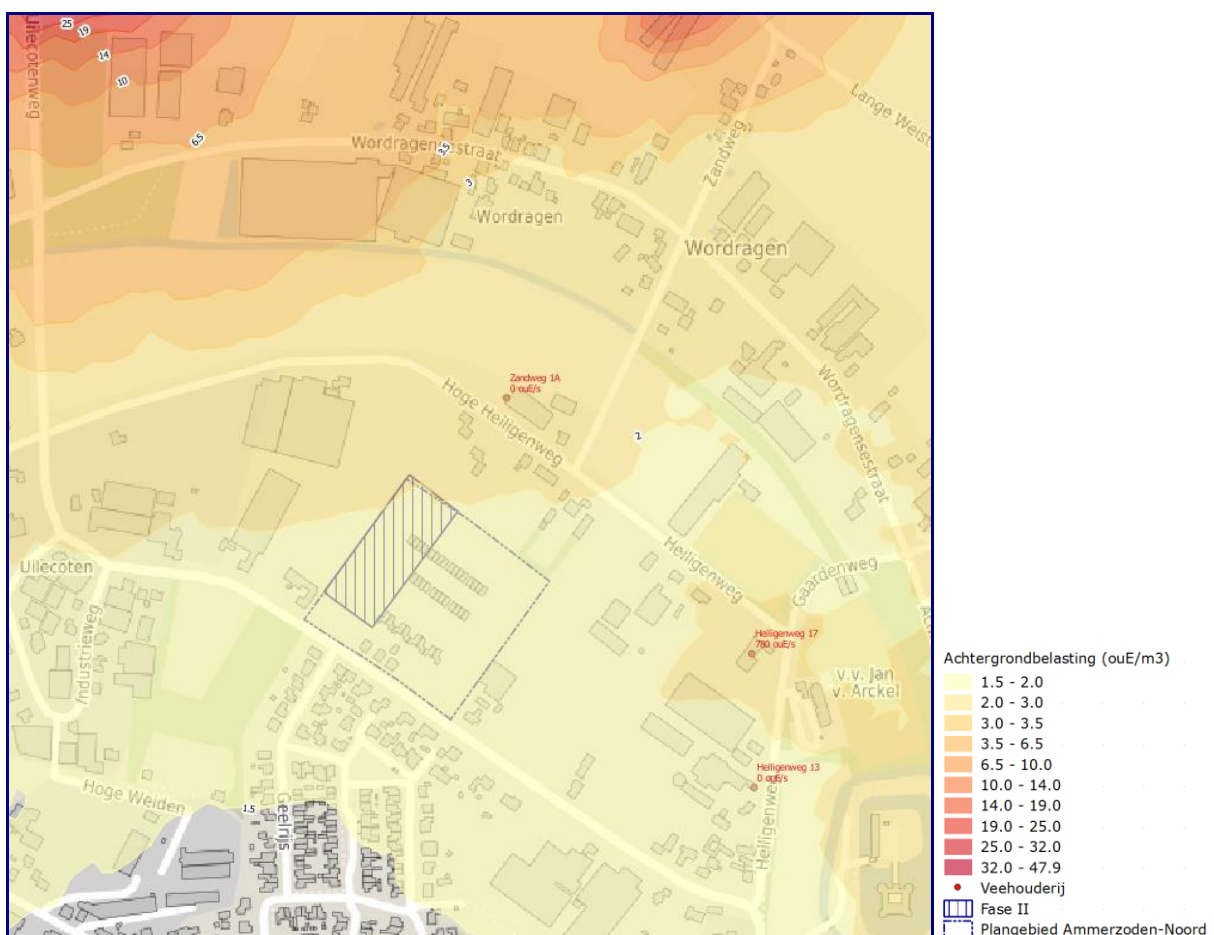 25
19
14
10
6.5
Uilecotenweg
Wordragensestraat
3.5
3
Wordragen
Zandweg
Lange Weist
Wordragen
Zandweg 1A
0 ouE/s
Hoge Heiligenweg
2
Wordragensestraat
Uilecoten
Industrieweg
Heiligenweg
Gaardenweg
Heiligenweg 17
780 ouE/s
v.v. Jan
v. Arckel
Heiligenweg 13
0 ouE/s
Heiligenweg
Hoge Weiden
1.5
Geelrijs
Achtergrondbelasting (ouE/m3)
1.5 - 2.0
2.0 - 3.0
3.0 - 3.5
3.5 - 6.5
6.5 - 10.0
10.0 - 14.0
14.0 - 19.0
19.0 - 25.0
25.0 - 32.0
32.0 - 47.9
Veehouderij
Fase II
Plangebied Ammerzoden-Noord